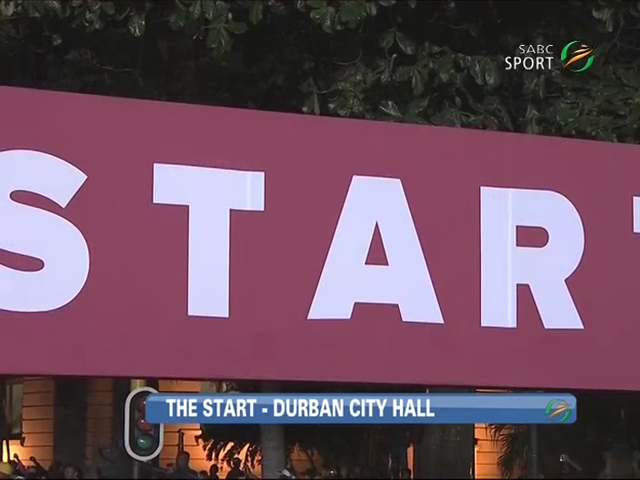 SABC
SPORT
START
THE START - DURBAN CITY HALL